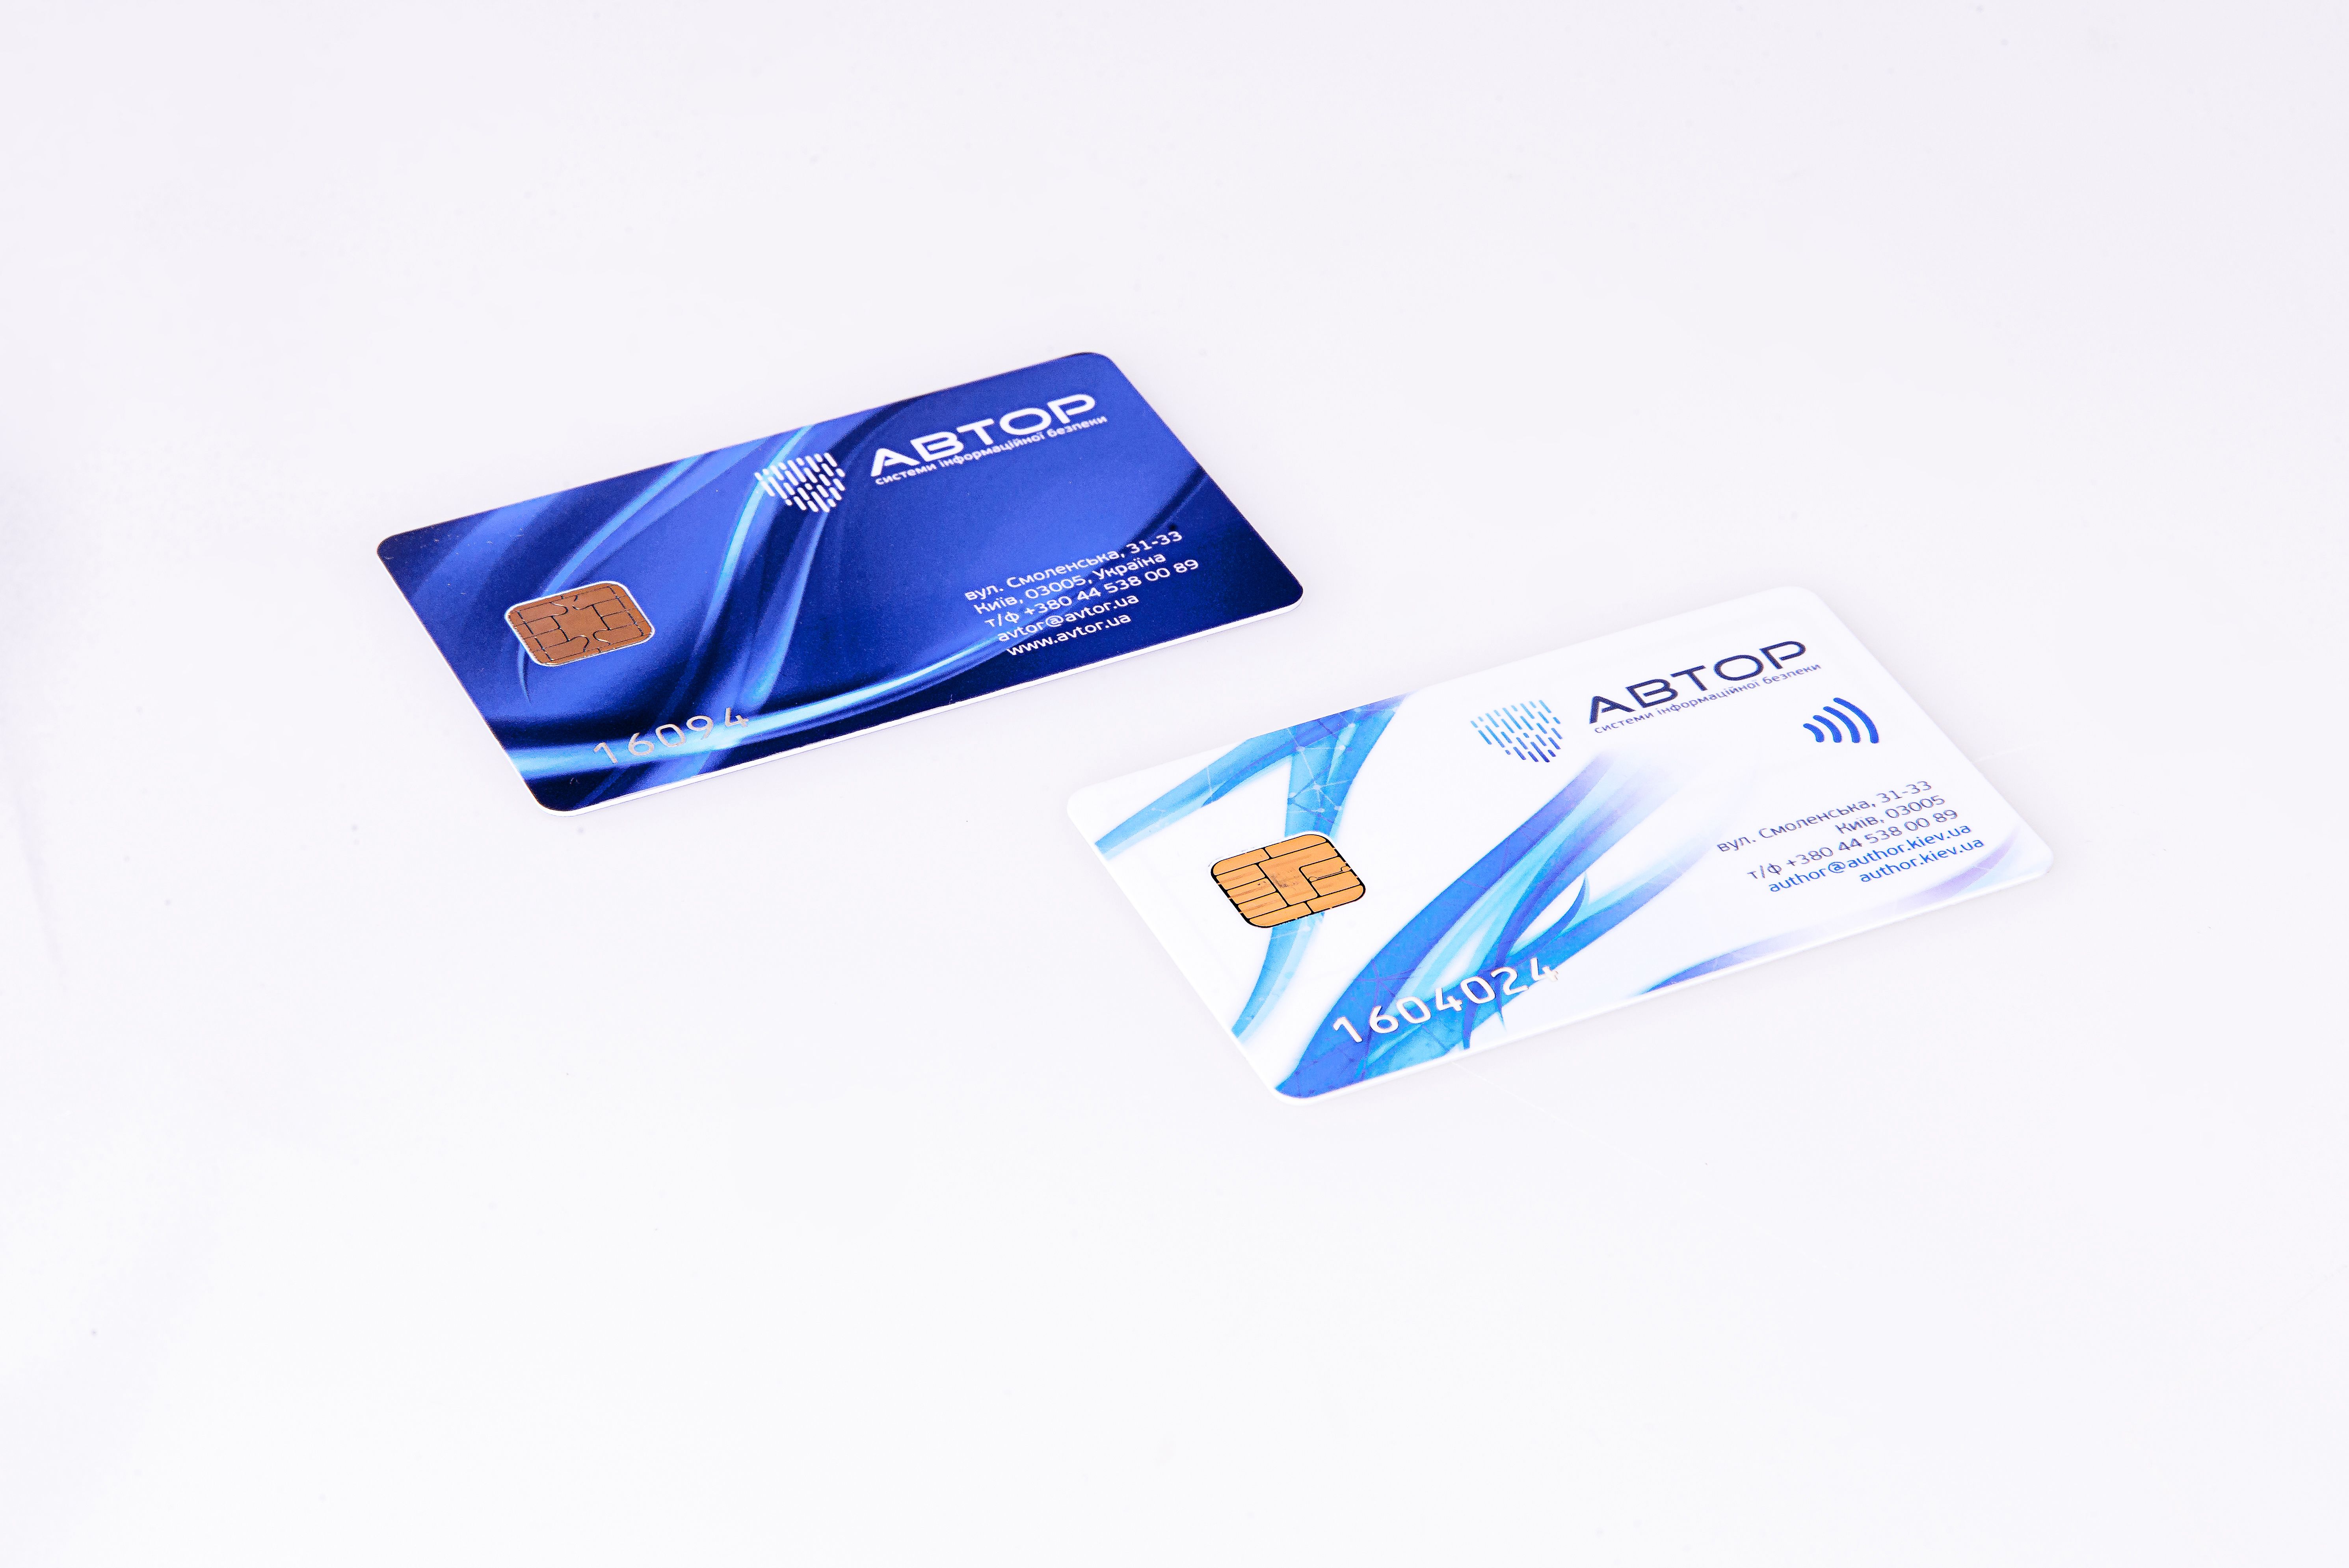 АВТОР
системи інформаційної безпеки
вул. Смоленська, 31-33
Київ, 03005, Україна
т/ф +380 44 538 00 89
avtor@avtor.ua
www.avtor.ua
16094
АВТОР
системи інформаційної безпеки
вул. Смоленська, 31-33
Київ, 03005
т/ф +380 44 538 00 89
author@author.kiev.ua
author.kiev.ua
1604024